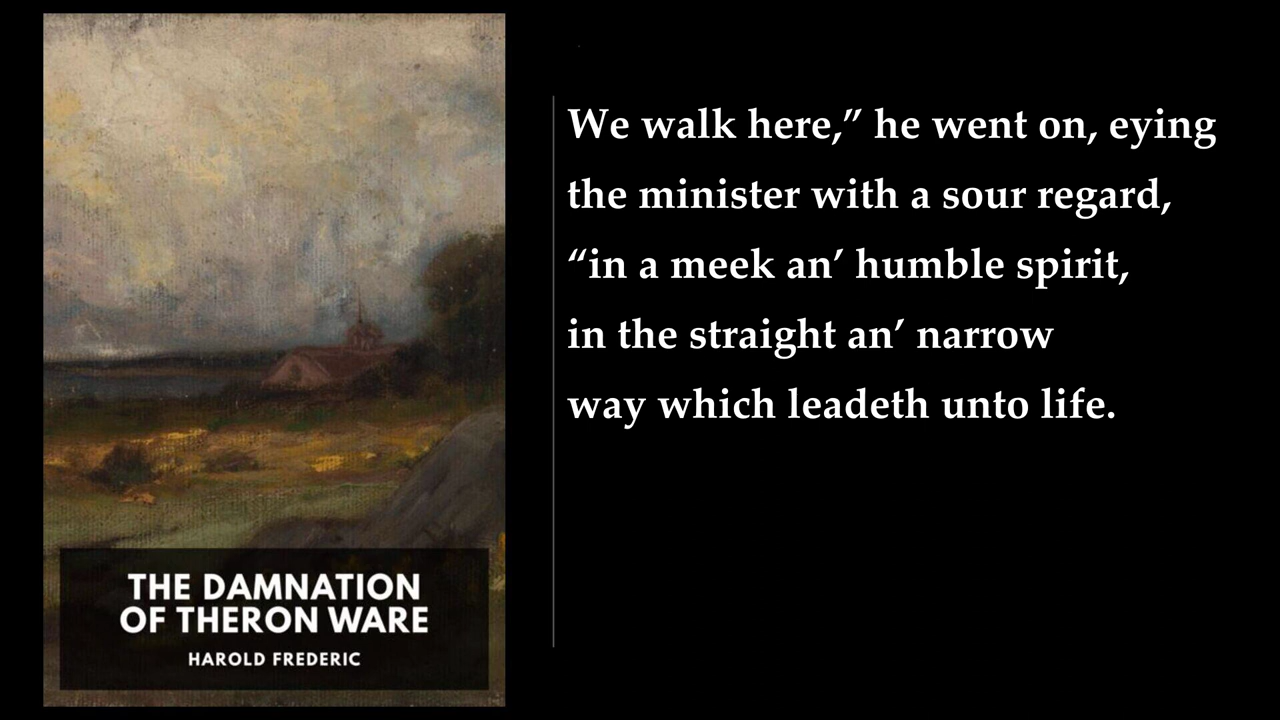 We walk here,” he went on, eying
the minister with a sour regard,
“in a meek an’ humble spirit,
in the straight an’ narrow
way which leadeth unto life.
THE DAMNATION
OF THERON WARE
HAROLD FREDERIC